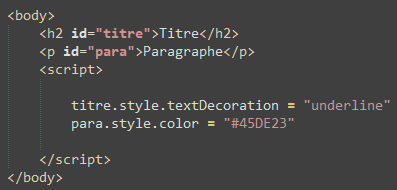 <body>
<h2 id="titre">Titre</h2>
<p id="para">Paragraphe</p>
<script>
titre.style.textDecoration = "underline"
para.style.color = "#45DE23"
</script>
</body>